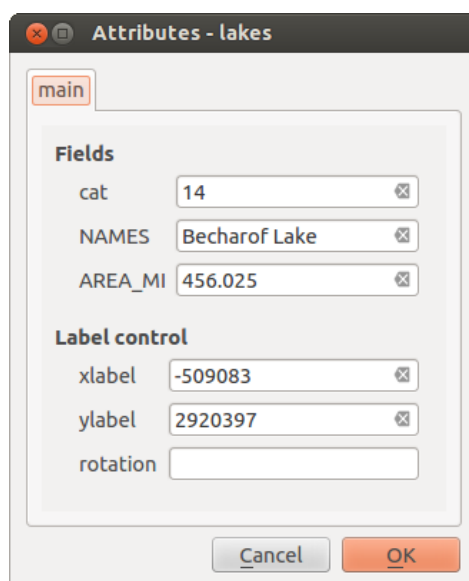 Attributes - lakes
main
Fields
cat 14
NAMES Becharof Lake
AREA_MI 456.025
Label control
xlabel -509083
ylabel 2920397
rotation
Cancel OK